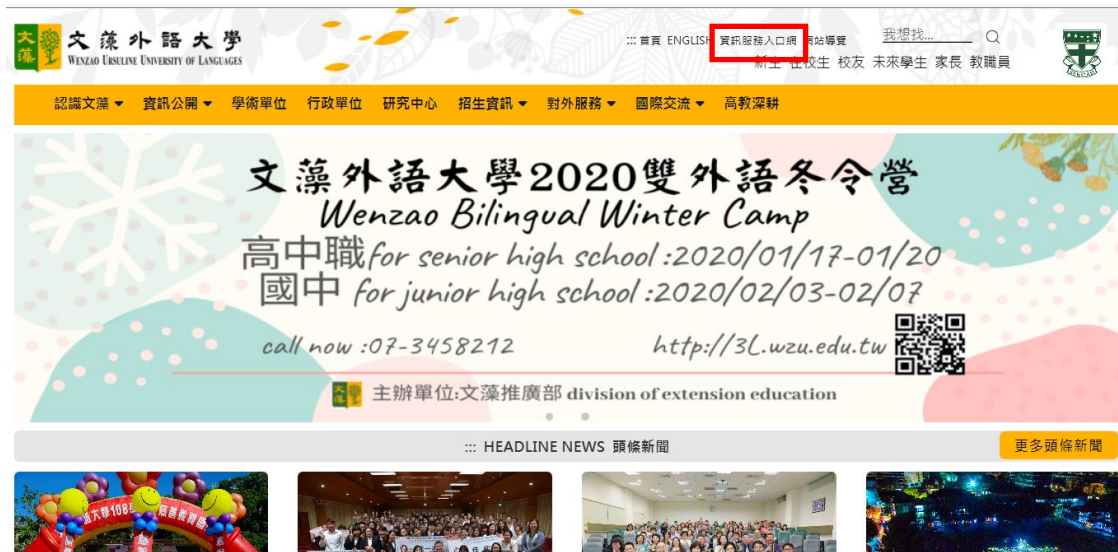 文藻
文藻外語大學
WENZAO URSULINE UNIVERSITY OF LANGUAGES
::: 首頁 ENGLISH 資訊服務入口網 網站導覽 我想找...
新生 在校生 校友 未來學生 家長 教職員
認識文藻 ▼ 資訊公開 ▼ 學術單位 行政單位 研究中心 招生資訊 ▼ 對外服務 ▼ 國際交流 ▼ 高教深耕
文藻外語大學2020雙外語冬令營
Wenzao Bilingual Winter Camp
高中職for senior high school:2020/01/17-01/20
國中 for junior high school:2020/02/03-02/07
call now :07-3458212 http://3L.wzu.edu.tw
文藻 主辦單位:文藻推廣部 division of extension education
::: HEADLINE NEWS 頭條新聞 更多頭條新聞